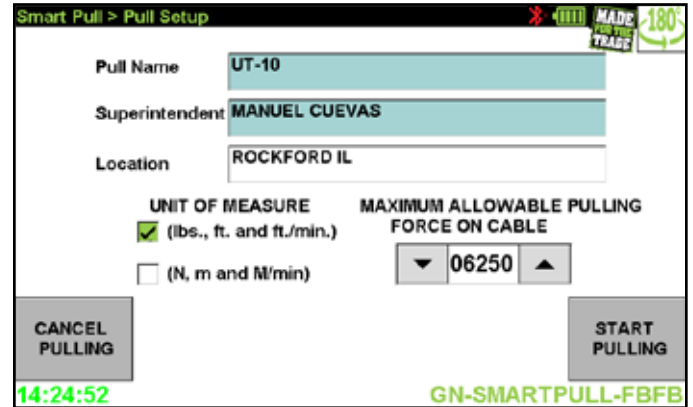 Smart Pull > Pull Setup
MADE
FOR THE
TRADE
180°
Pull Name
UT-10
Superintendent
MANUEL CUEVAS
Location
ROCKFORD IL
UNIT OF MEASURE
(lbs., ft. and ft./min.)
(N, m and M/min)
MAXIMUM ALLOWABLE PULLING
FORCE ON CABLE
06250
CANCEL
PULLING
START
PULLING
14:24:52
GN-SMARTPULL-FBFB